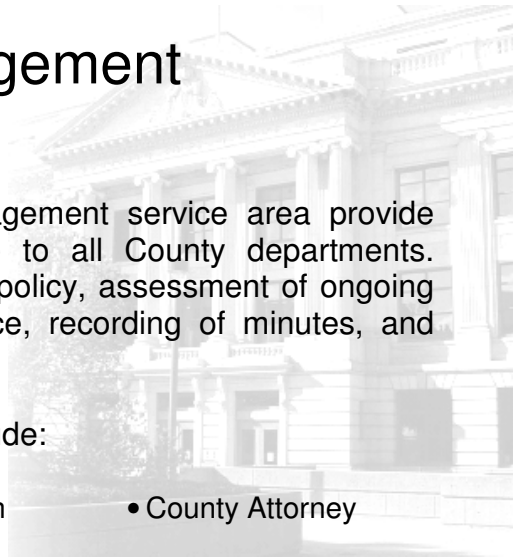 gement
gement service area provide
to all County departments.
policy, assessment of ongoing
ce, recording of minutes, and
de:
n • County Attorney